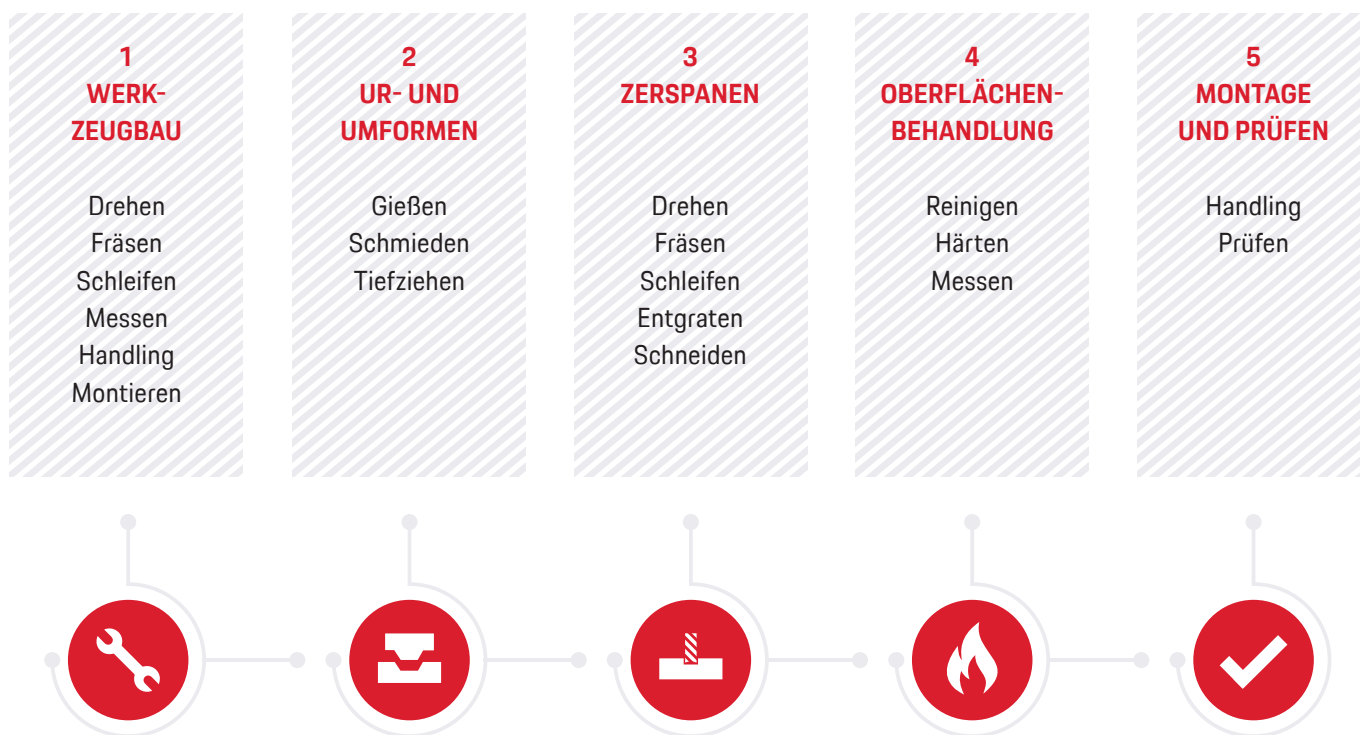 1
WERK-
ZEUGBAU
Drehen
Fräsen
Schleifen
Messen
Handling
Montieren
2
UR- UND
UMFORMEN
Gießen
Schmieden
Tiefziehen
3
ZERSPANEN
Drehen
Fräsen
Schleifen
Entgraten
Schneiden
4
OBERFLÄCHEN-
BEHANDLUNG
Reinigen
Härten
Messen
5
MONTAGE
UND PRÜFEN
Handling
Prüfen